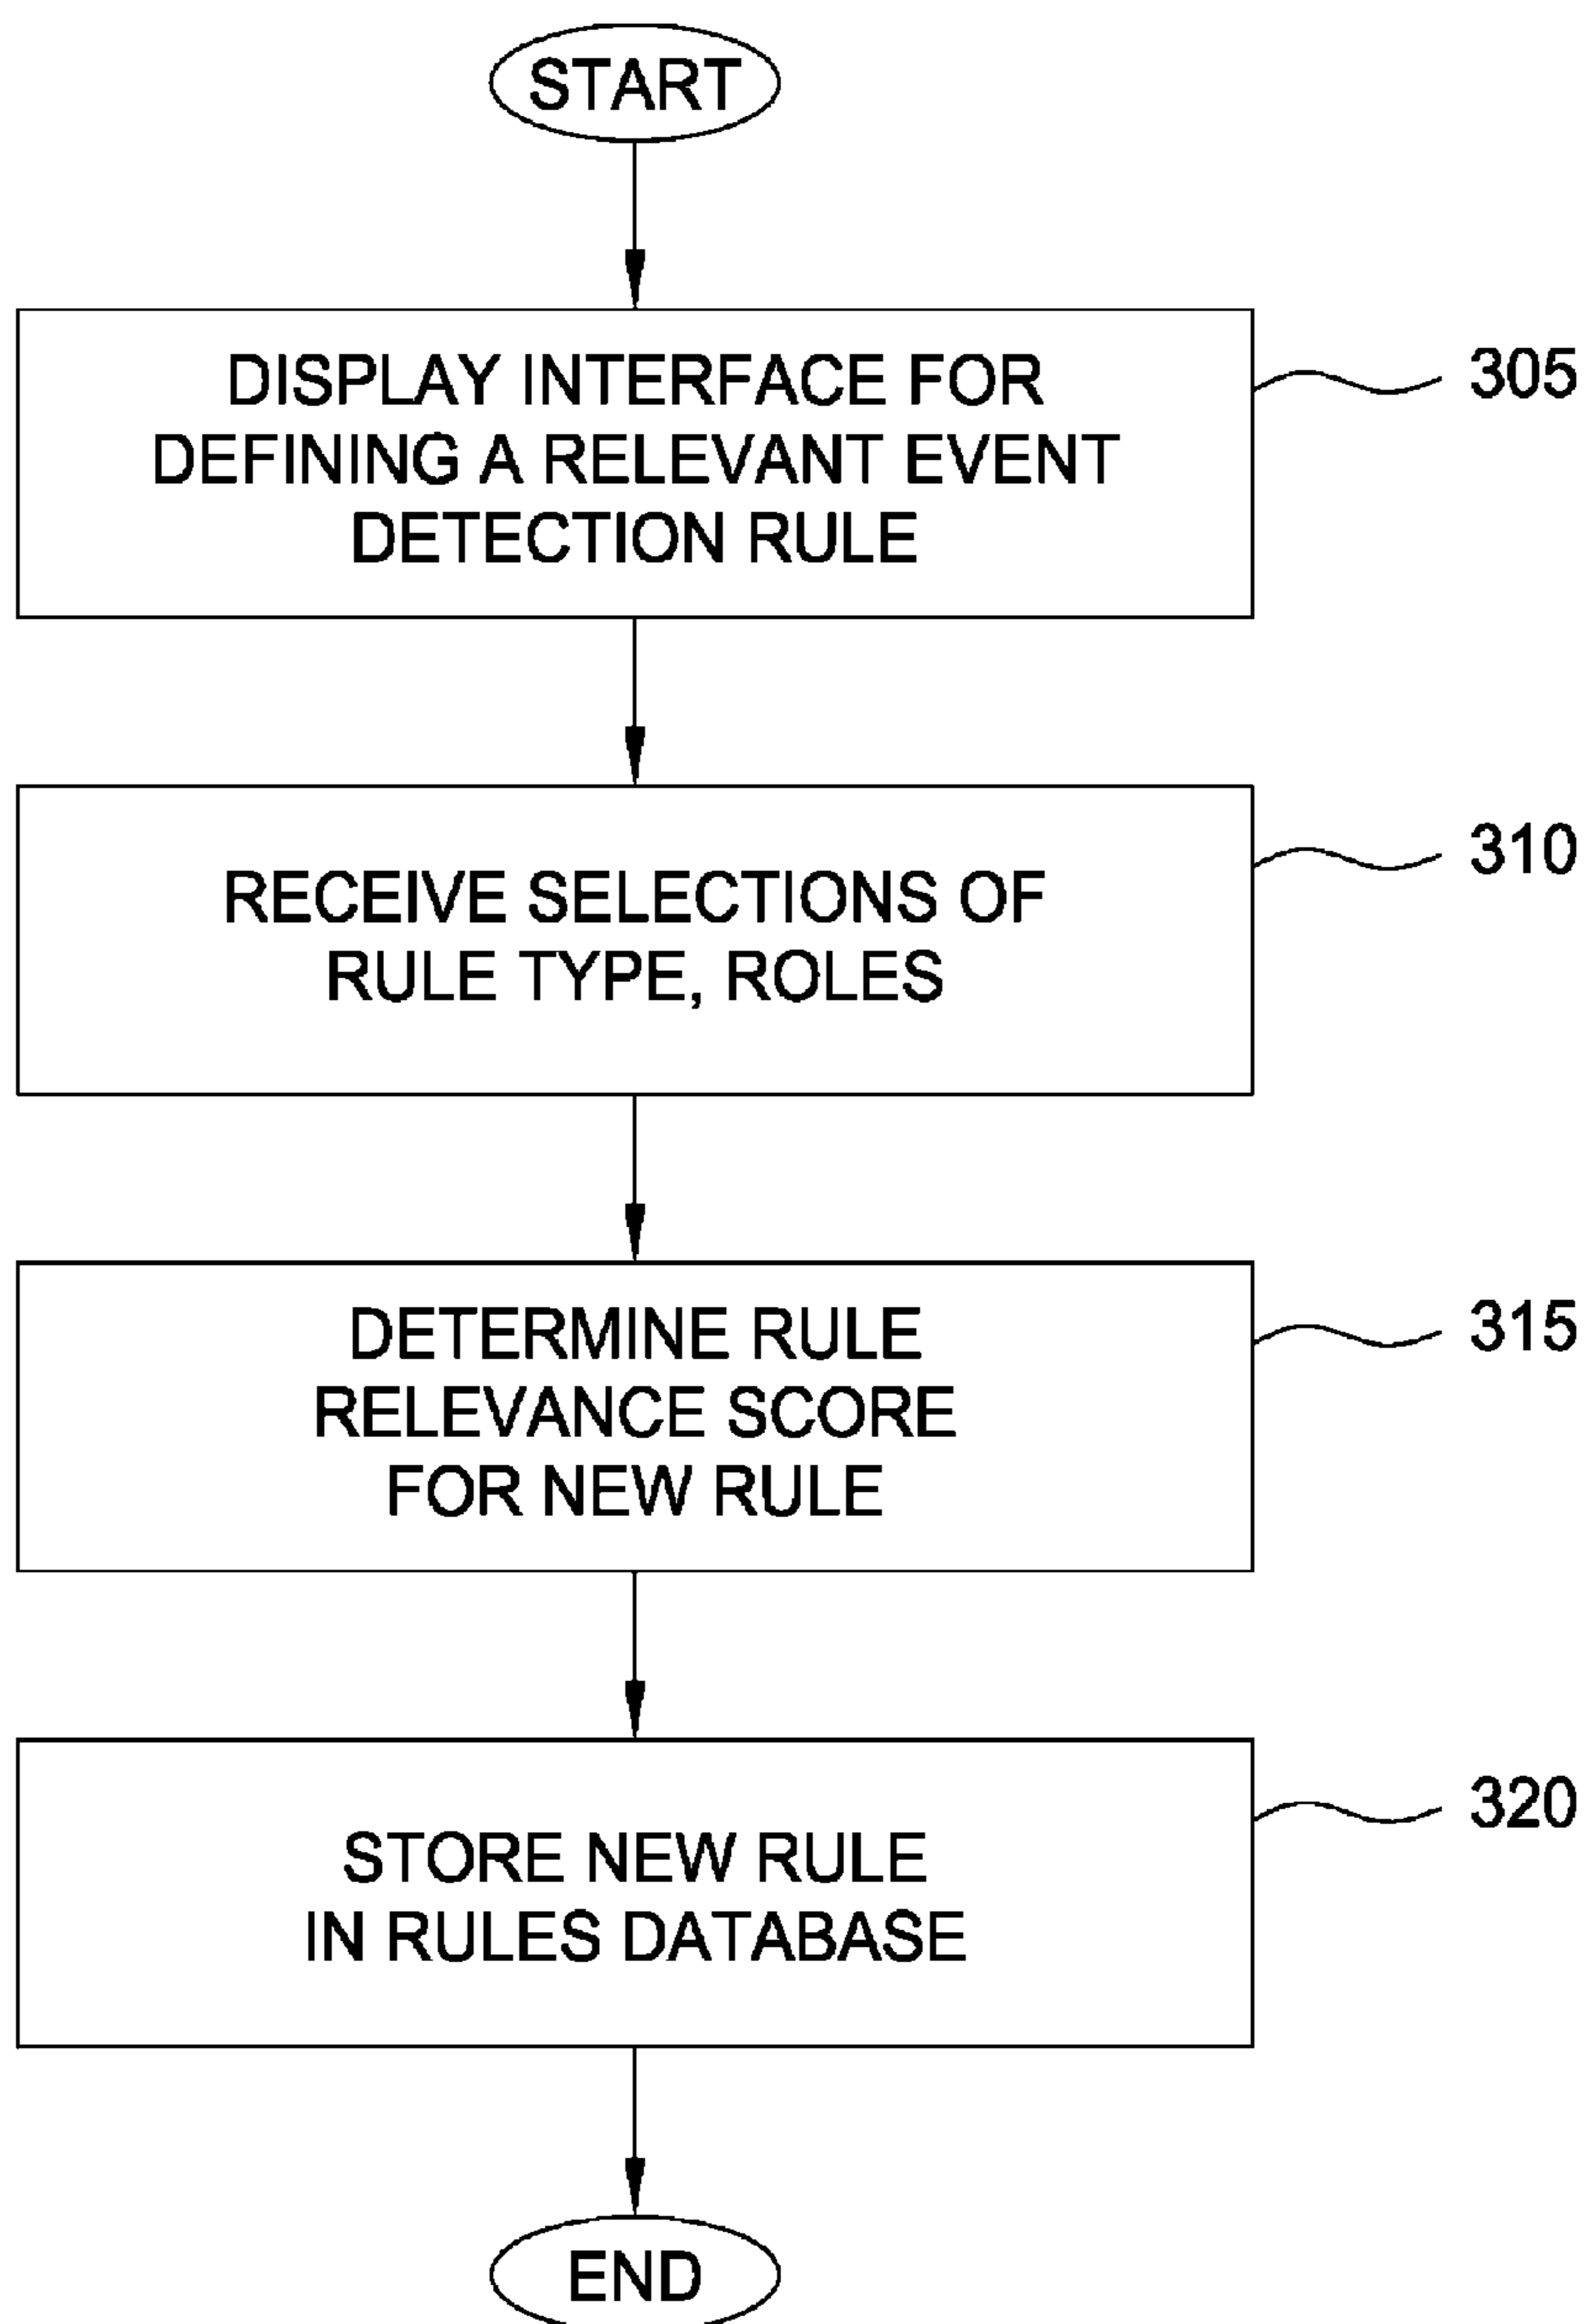 START
DISPLAY INTERFACE FOR
DEFINING A RELEVANT EVENT
DETECTION RULE
305
RECEIVE SELECTIONS OF
RULE TYPE, ROLES
310
DETERMINE RULE
RELEVANCE SCORE
FOR NEW RULE
315
STORE NEW RULE
IN RULES DATABASE
320
END